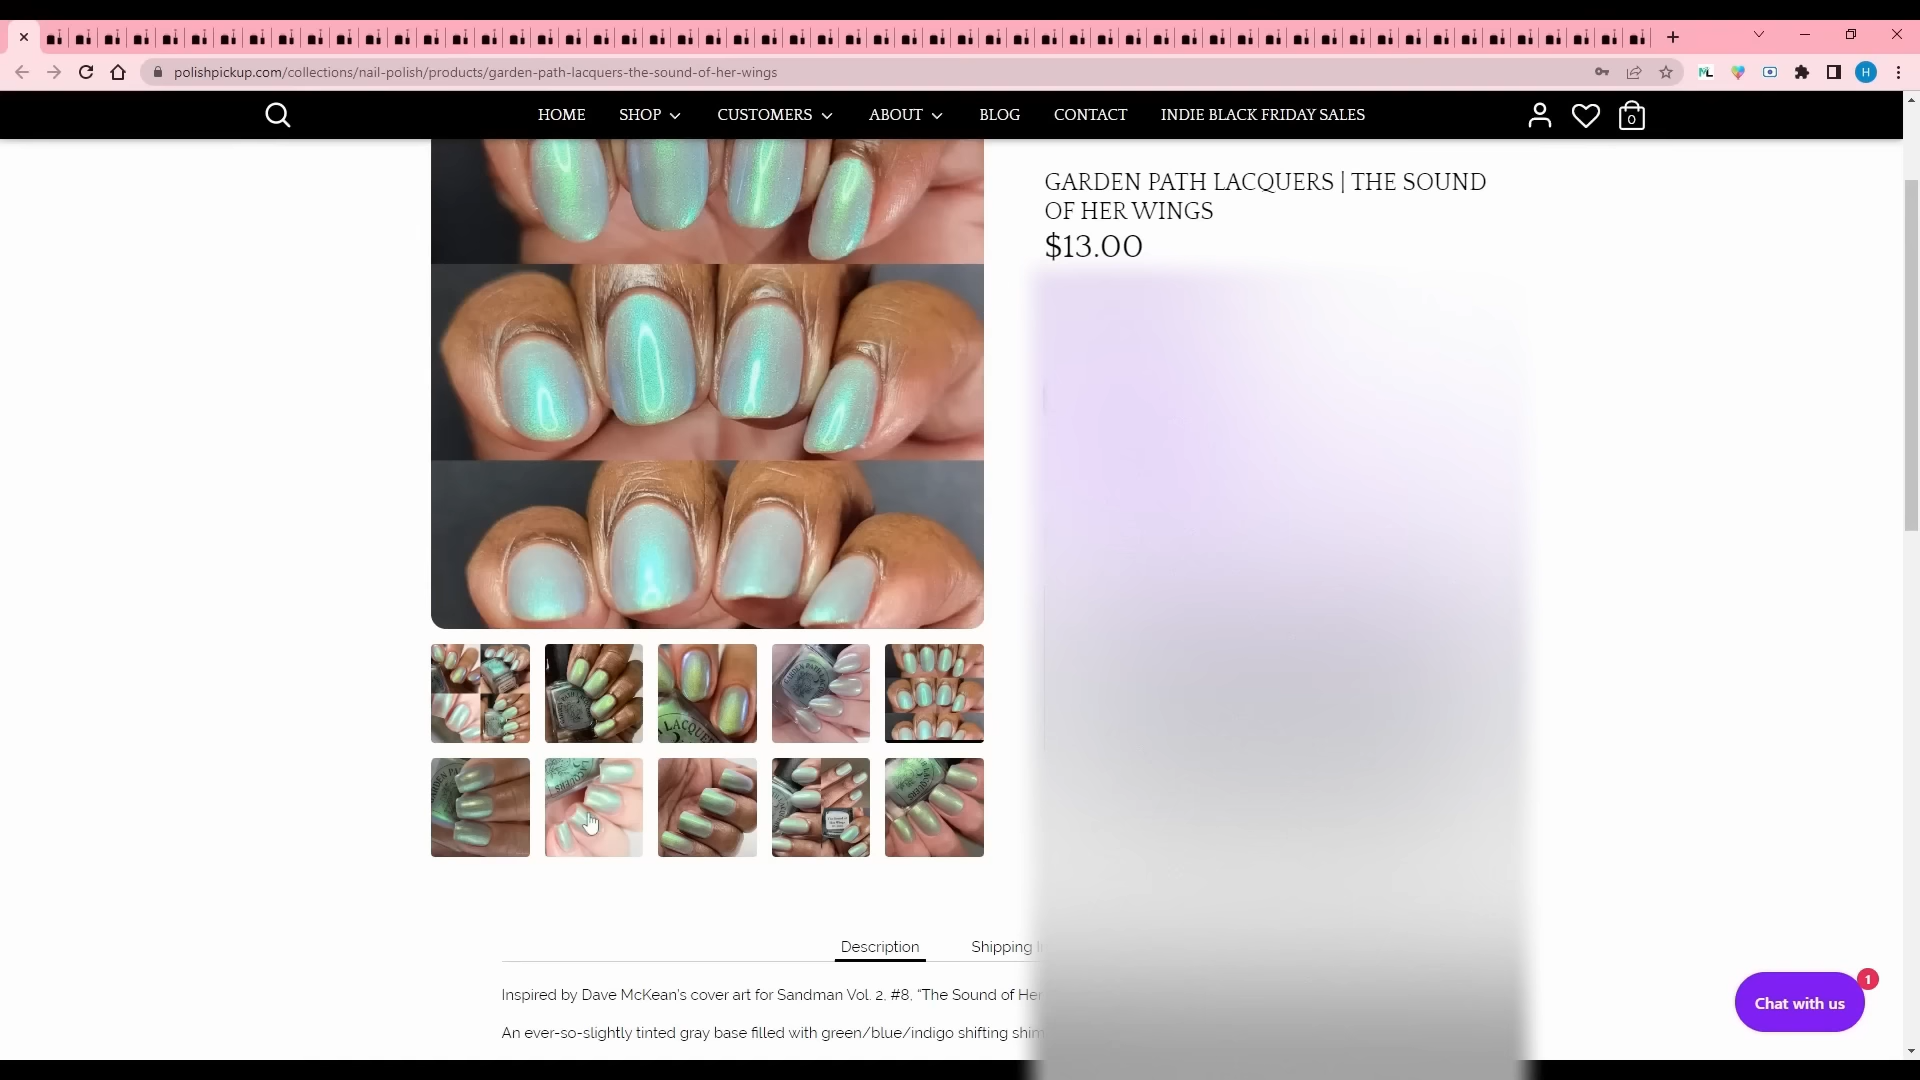 polishpickup.com/collections/nail-polish/products/garden-path-lacquers-the-sound-of-her-wings
HOME SHOP CUSTOMERS ABOUT BLOG CONTACT INDIE BLACK FRIDAY SALES
0
GARDEN PATH LACQUERS | THE SOUND
OF HER WINGS
$13.00
Description Shipping
Inspired by Dave McKean's cover art for Sandman Vol. 2, #8, “The Sound of Her
An ever-so-slightly tinted gray base filled with green/blue/indigo shifting shim
Chat with us
1
H